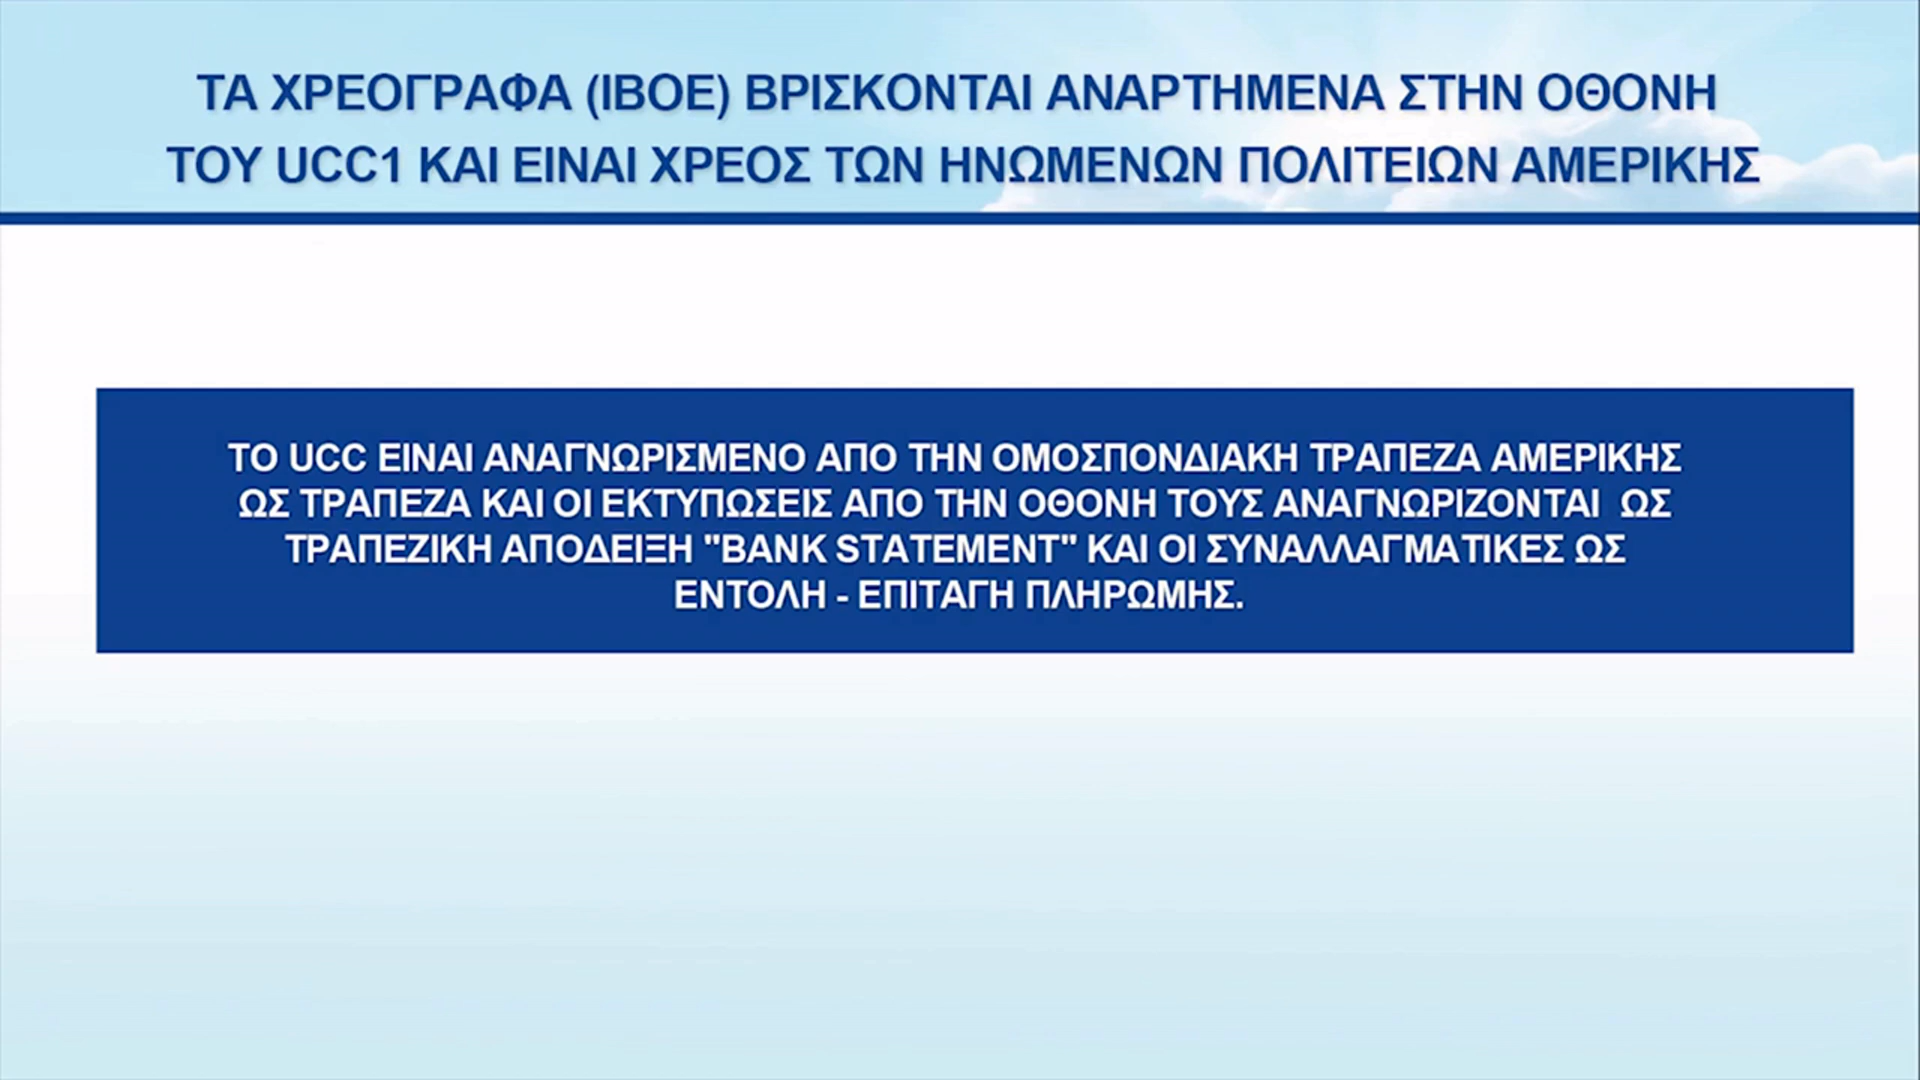 ΤΑ ΧΡΕΟΓΡΑΦΑ (ΙΒΟΕ) ΒΡΙΣΚΟΝΤΑΙ ΑΝΑΡΤΗΜΕΝΑ ΣΤΗΝ ΟΘΟΝΗ
ΤΟΥ UCC1 ΚΑΙ ΕΙΝΑΙ ΧΡΕΟΣ ΤΩΝ ΗΝΩΜΕΝΩΝ ΠΟΛΙΤΕΙΩΝ ΑΜΕΡΙΚΗΣ
ΤΟ UCC ΕΙΝΑΙ ΑΝΑΓΝΩΡΙΣΜΕΝΟ ΑΠΟ ΤΗΝ ΟΜΟΣΠΟΝΔΙΑΚΗ ΤΡΑΠΕΖΑ ΑΜΕΡΙΚΗΣ
ΩΣ ΤΡΑΠΕΖΑ ΚΑΙ ΟΙ ΕΚΤΥΠΩΣΕΙΣ ΑΠΟ ΤΗΝ ΟΘΟΝΗ ΤΟΥΣ ΑΝΑΓΝΩΡΙΖΟΝΤΑΙ ΩΣ
ΤΡΑΠΕΖΙΚΗ ΑΠΟΔΕΙΞΗ "BANK STATEMENT" ΚΑΙ ΟΙ ΣΥΝΑΛΛΑΓΜΑΤΙΚΕΣ ΩΣ
ΕΝΤΟΛΗ - ΕΠΙΤΑΓΗ ΠΛΗΡΩΜΗΣ.